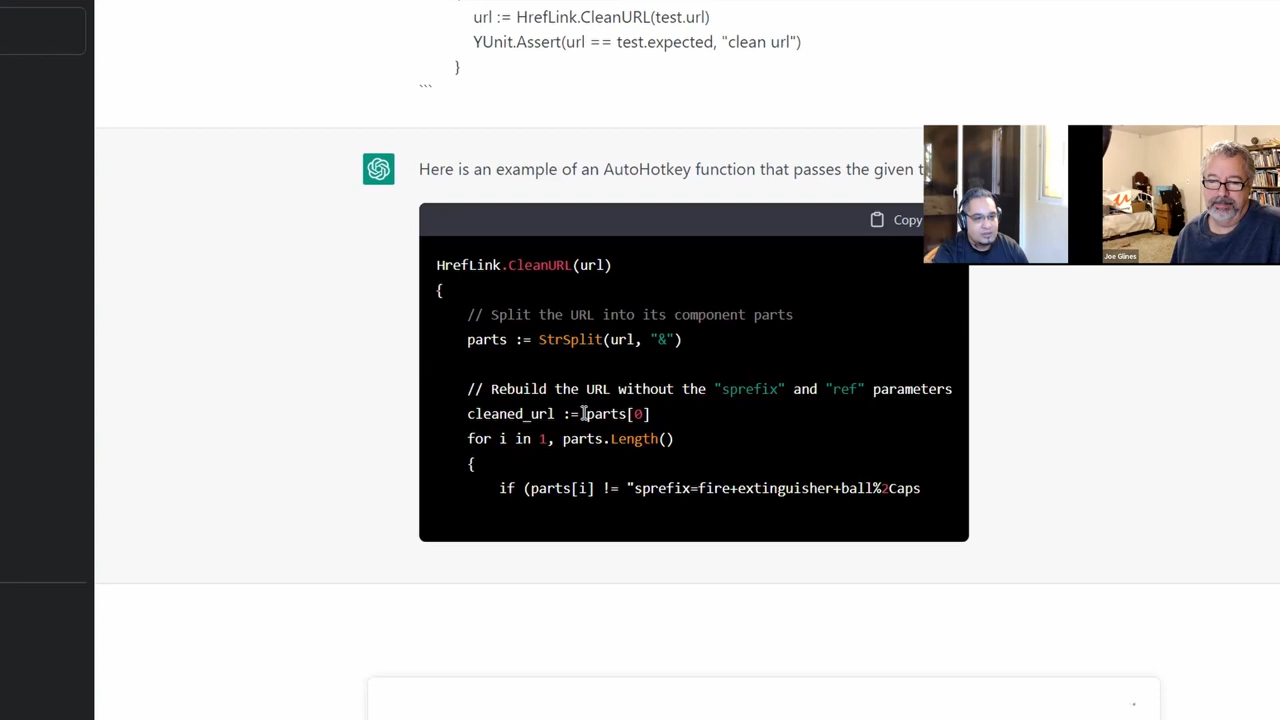 url := HrefLink.CleanURL(test.url)
YUnit.Assert(url == test.expected, "clean url")
}
```
Here is an example of an AutoHotkey function that passes the given t
Copy
HrefLink.CleanURL(url)
{
// Split the URL into its component parts
parts := StrSplit(url, "&")
// Rebuild the URL without the "sprefix" and "ref" parameters
cleaned_url := parts[0]
for i in 1, parts.Length()
{
if (parts[i] != "sprefix=fire+extinguisher+ball%2Caps
Joe Glines